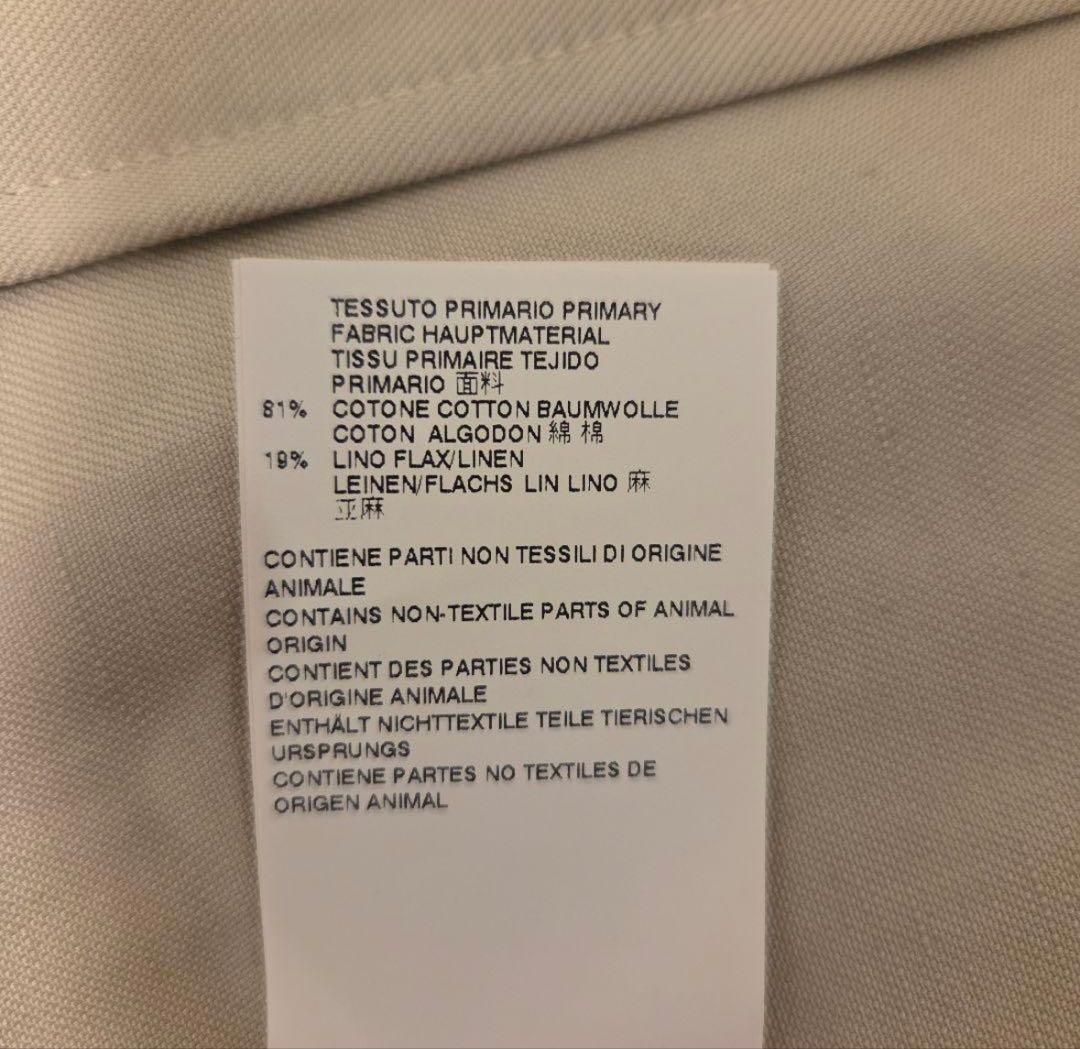 TESSUTO PRIMARIO PRIMARY
FABRIC HAUPTMATERIAL
TISSU PRIMAIRE TEJIDO
PRIMARIO 面料
81% COTONE COTTON BAUMWOLLE
COTON ALGODON 綿 棉
19% LINO FLAX/LINEN
LEINEN/FLACHS LIN LINO 麻
亚麻
CONTIENE PARTI NON TESSILI DI ORIGINE
ANIMALE
CONTAINS NON-TEXTILE PARTS OF ANIMAL
ORIGIN
CONTIENT DES PARTIES NON TEXTILES
D'ORIGINE ANIMALE
ENTHÄLT NICHTTEXTILE TEILE TIERISCHEN
URSPRUNGS
CONTIENE PARTES NO TEXTILES DE
ORIGEN ANIMAL